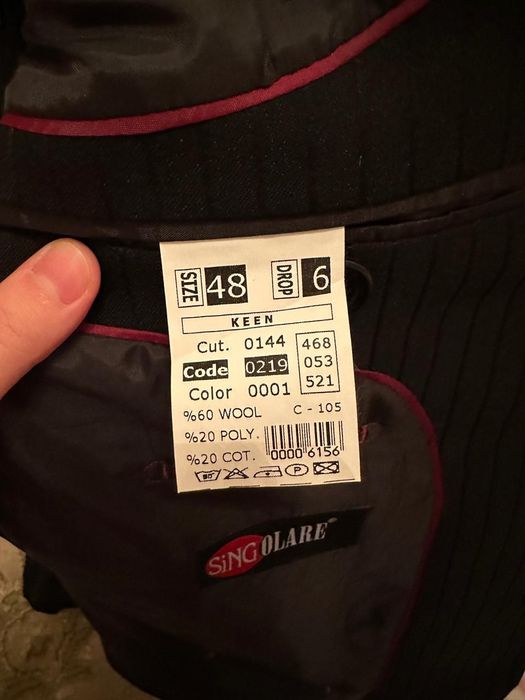 SIZE 48 DROP 6
KEEN
Cut. 0144 468
Code 0219 053
Color 0001 521
%60 WOOL C - 105
%20 POLY.
%20 COT. 0000 6156
P
SiNGOLARE